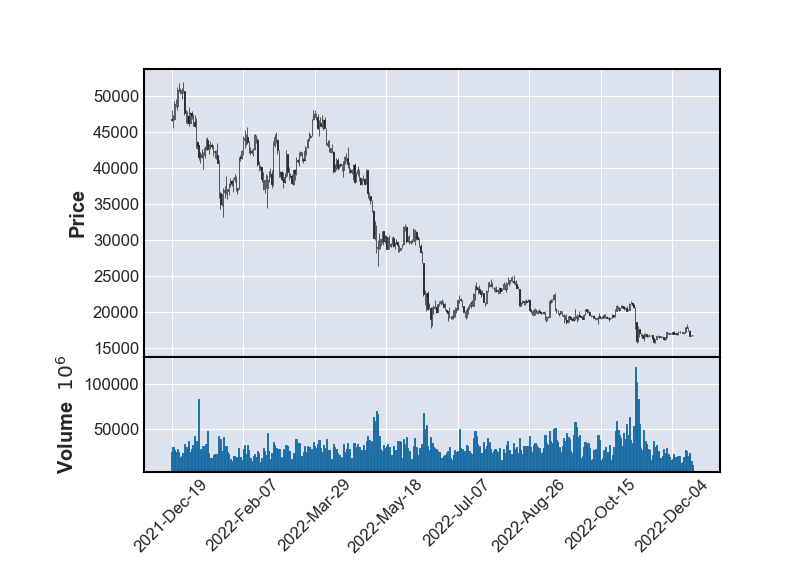 Price
50000
45000
40000
35000
30000
25000
20000
15000
Volume 10^6
100000
50000
2021-Dec-19
2022-Feb-07
2022-Mar-29
2022-May-18
2022-Jul-07
2022-Aug-26
2022-Oct-15
2022-Dec-04